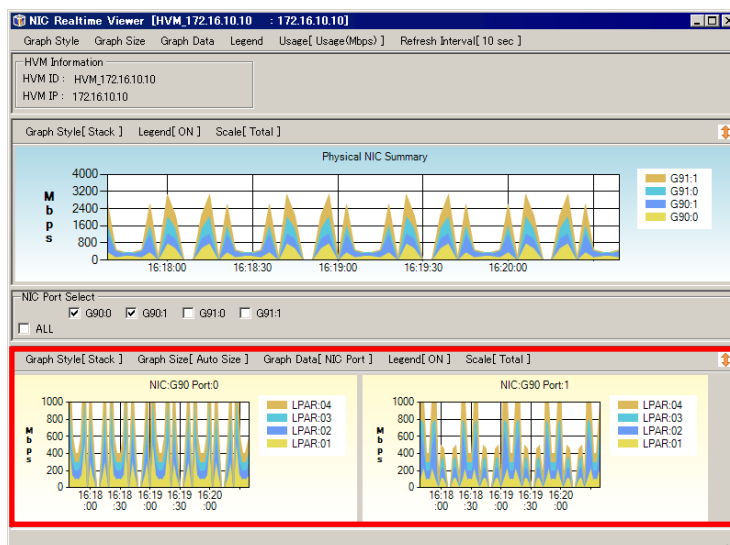 NIC Realtime Viewer [HVM_172.16.10.10 : 172.16.10.10]
Graph Style Graph Size Graph Data Legend Usage[ Usage(Mbps) ] Refresh Interval[ 10 sec ]
HVM Information
HVM ID : HVM_172.16.10.10
HVM IP : 172.16.10.10
Graph Style[ Stack ] Legend[ ON ] Scale[ Total ]
Physical NIC Summary
Mbps
4000
3200
2400
1600
800
0
16:18:00 16:18:30 16:19:00 16:19:30 16:20:00
G91:1
G91:0
G90:1
G90:0
NIC Port Select
G90:0 G90:1 G91:0 G91:1
ALL
Graph Style[ Stack ] Graph Size[ Auto Size ] Graph Data[ NIC Port ] Legend[ ON ] Scale[ Total ]
NIC:G90 Port:0
Mbps
1000
800
600
400
200
0
16:18 16:18 16:19 16:19 16:20
:00 :30 :00 :30 :00
LPAR:04
LPAR:03
LPAR:02
LPAR:01
NIC:G90 Port:1
Mbps
1000
800
600
400
200
0
16:18 16:18 16:19 16:19 16:20
:00 :30 :00 :30 :00
LPAR:04
LPAR:03
LPAR:02
LPAR:01